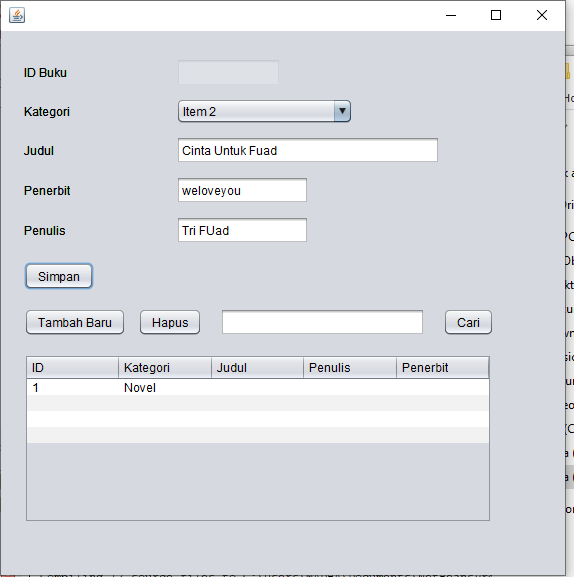 ID Buku
Kategori Item 2
Judul Cinta Untuk Fuad
Penerbit weloveyou
Penulis Tri FUad
Simpan
Tambah Baru Hapus Cari
ID Kategori Judul Penulis Penerbit
1 Novel